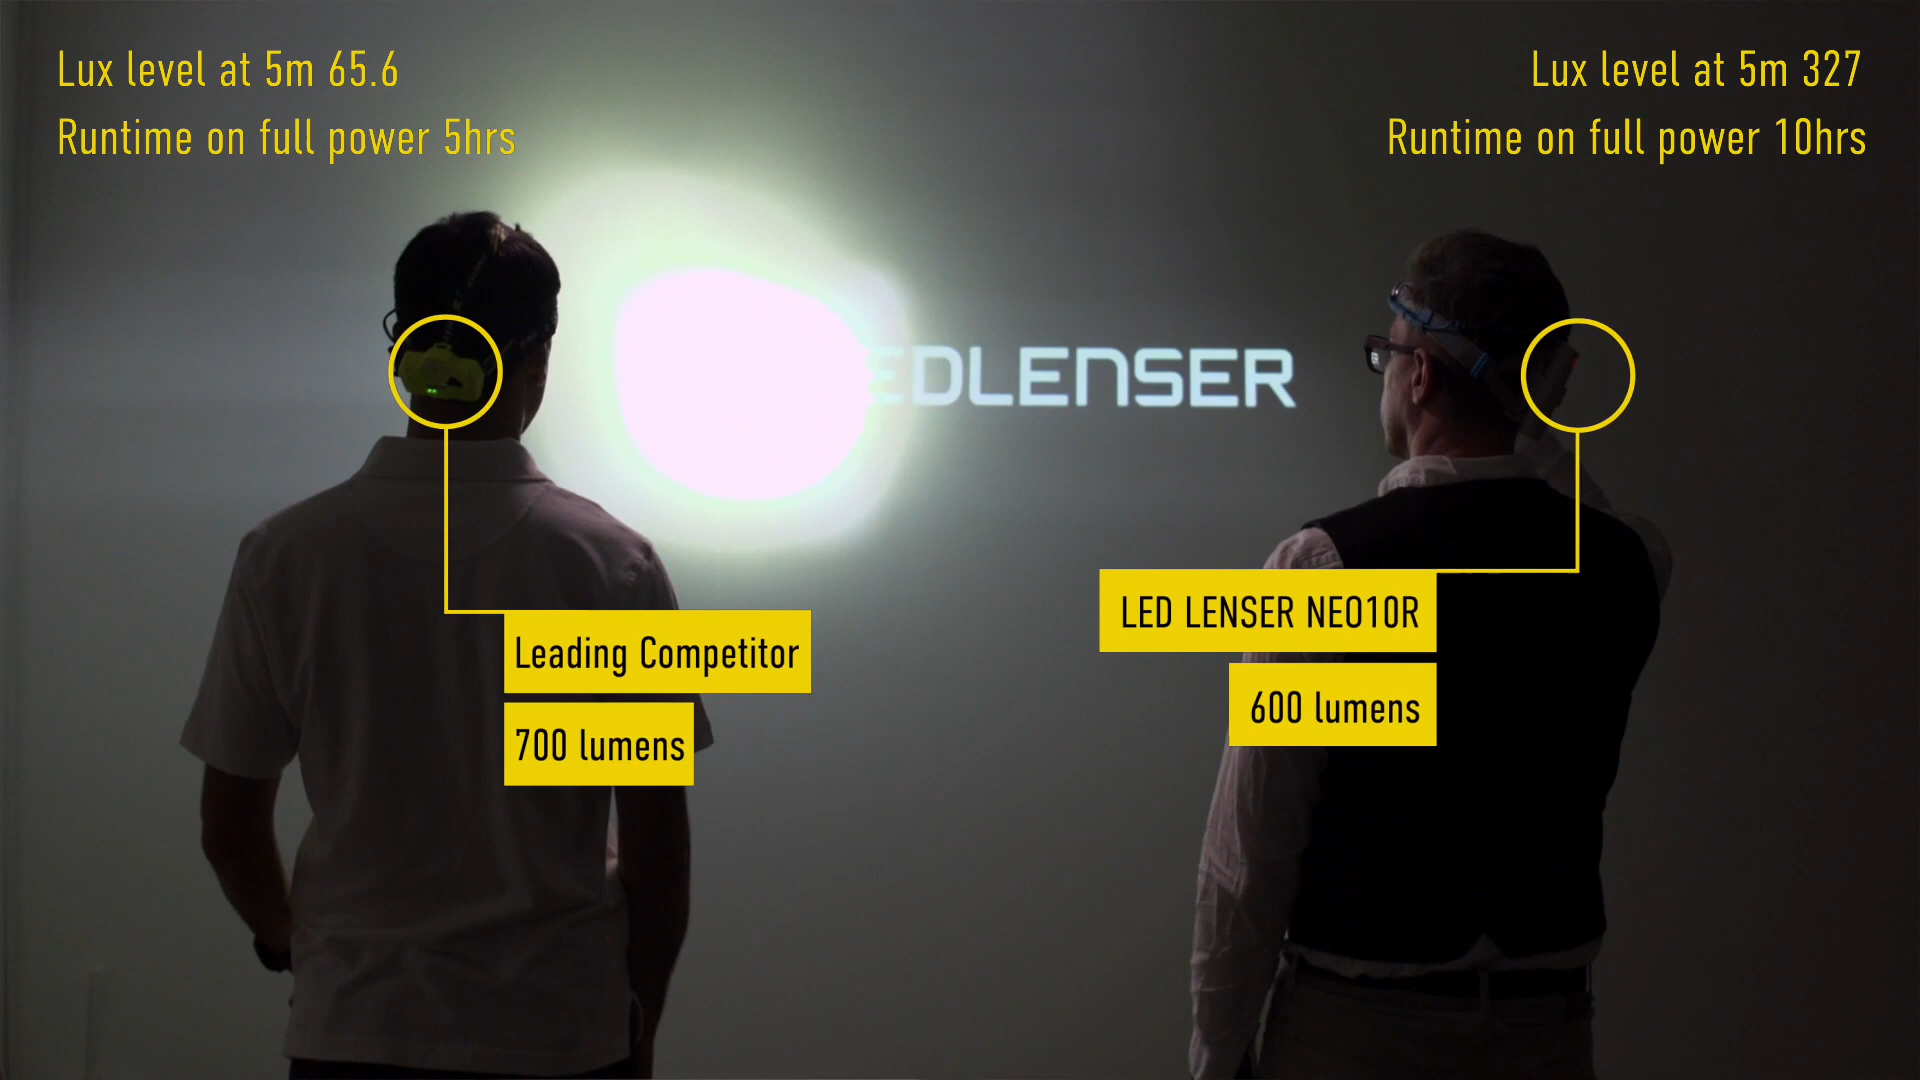 Lux level at 5m 65.6
Runtime on full power 5hrs
Lux level at 5m 327
Runtime on full power 10hrs
EDLENSER
Leading Competitor
700 lumens
LED LENSER NEO10R
600 lumens